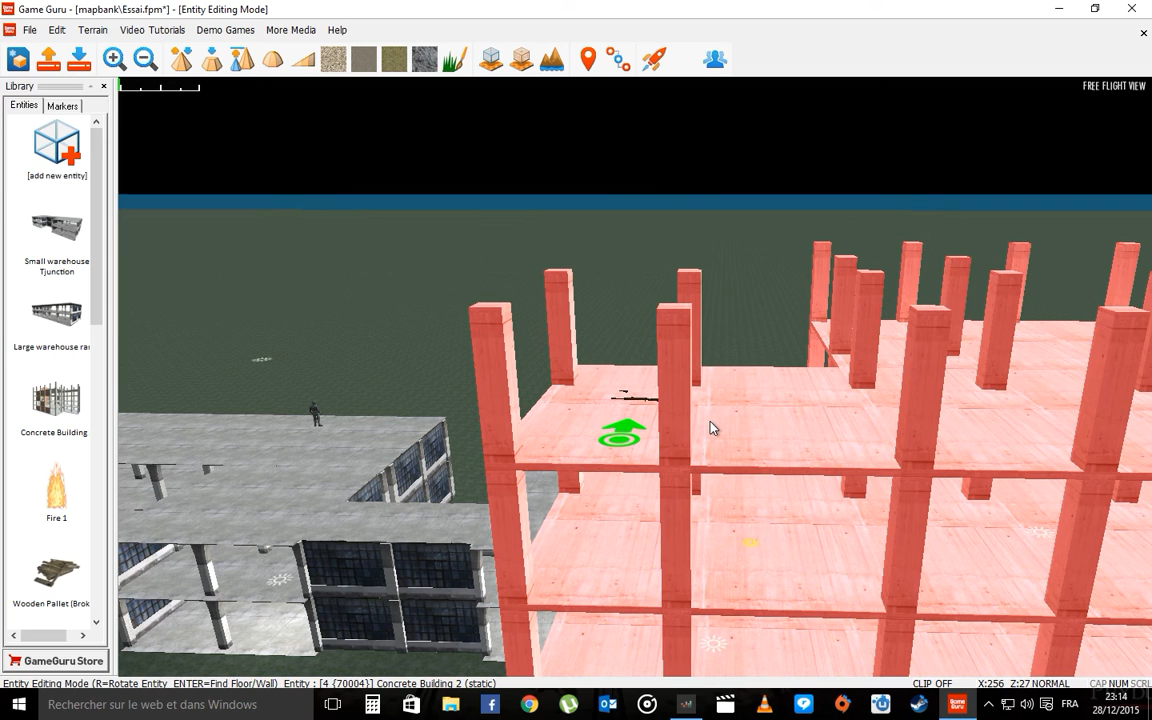 Game Guru - [mapbank\Essai.fpm*] - [Entity Editing Mode]
File Edit Terrain Video Tutorials Demo Games More Media Help
Library
Entities Markers
FREE FLIGHT VIEW
[add new entity]
Small warehouse
Tjunction
Large warehouse ra
Concrete Building
Fire 1
Wooden Pallet (Brok
GameGuru Store
Entity Editing Mode (R=Rotate Entity ENTER=Find Floor/Wall) Entity : [4 {70004}] Concrete Building 2 (static)
CLIP OFF X:256 Z:27 NORMAL CAP NUM SCRL
Rechercher sur le web et dans Windows
FRA
23:14
28/12/2015